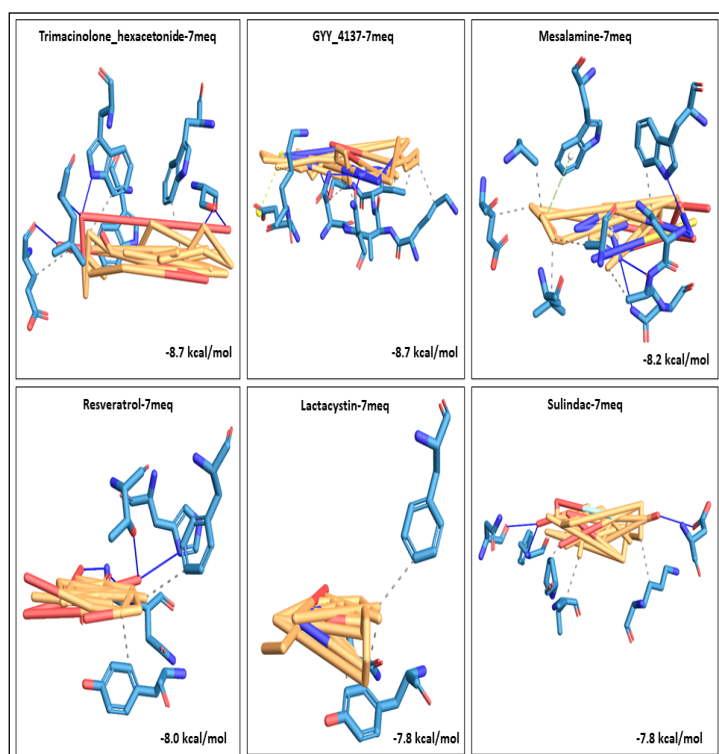 Trimacinolone_hexacetonide-7meq
GYY_4137-7meq
Mesalamine-7meq
-8.7 kcal/mol
-8.7 kcal/mol
-8.2 kcal/mol
Resveratrol-7meq
Lactacystin-7meq
Sulindac-7meq
-8.0 kcal/mol
-7.8 kcal/mol
-7.8 kcal/mol